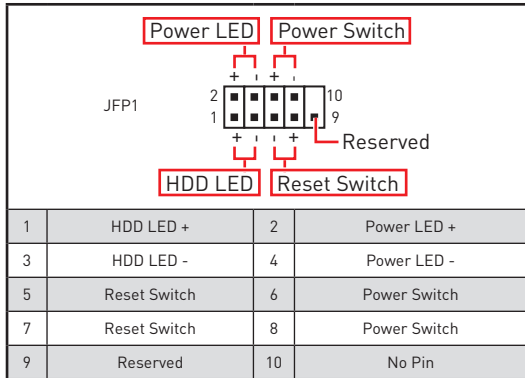 Power LED Power Switch
+ - + -
JFP1
2 10
1 9
+ - - +
Reserved
HDD LED Reset Switch
1 HDD LED + 2 Power LED +
3 HDD LED - 4 Power LED -
5 Reset Switch 6 Power Switch
7 Reset Switch 8 Power Switch
9 Reserved 10 No Pin